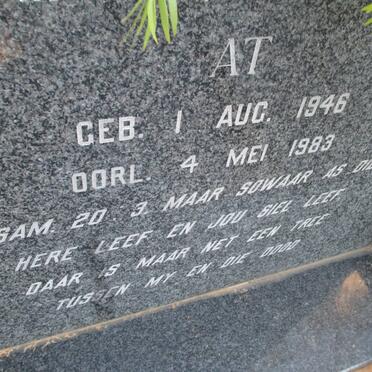 AT
GEB. 1 AUG. 1946
OORL. 4 MEI 1983
SAM. 20 . 3. MAAR SOWAAR AS DIE
HERE LEEF EN JOU SIEL LEEF
DAAR IS MAAR NET EEN TREE
TUSSEN MY EN DIE DOOD